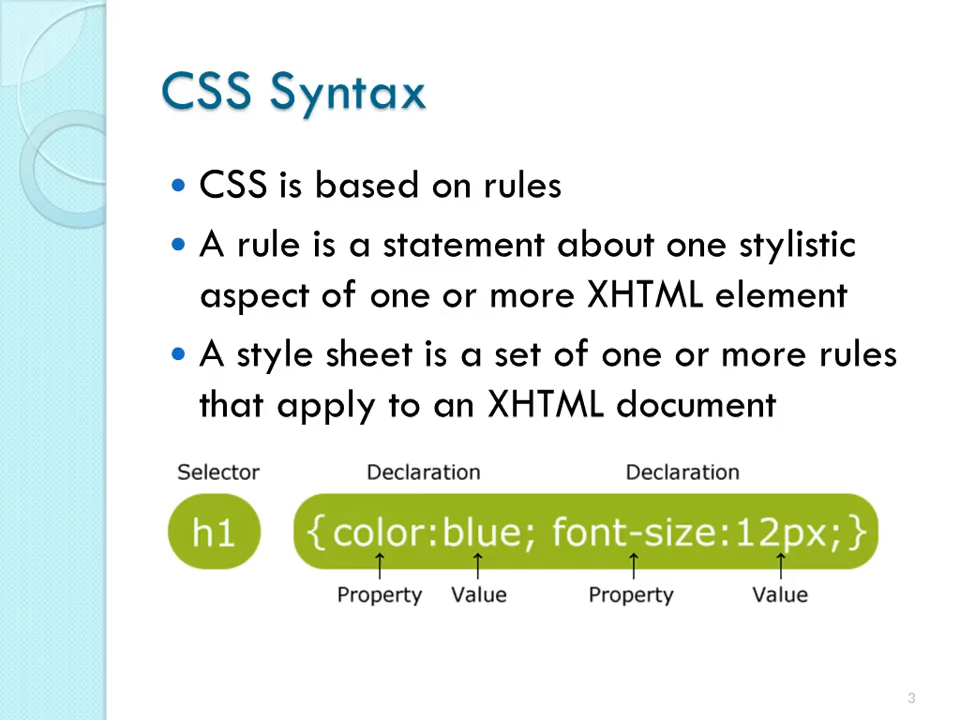 CSS Syntax
• CSS is based on rules
• A rule is a statement about one stylistic
aspect of one or more XHTML element
• A style sheet is a set of one or more rules
that apply to an XHTML document
Selector Declaration Declaration
h1 {color:blue; font-size:12px;}
Property Value Property Value
3